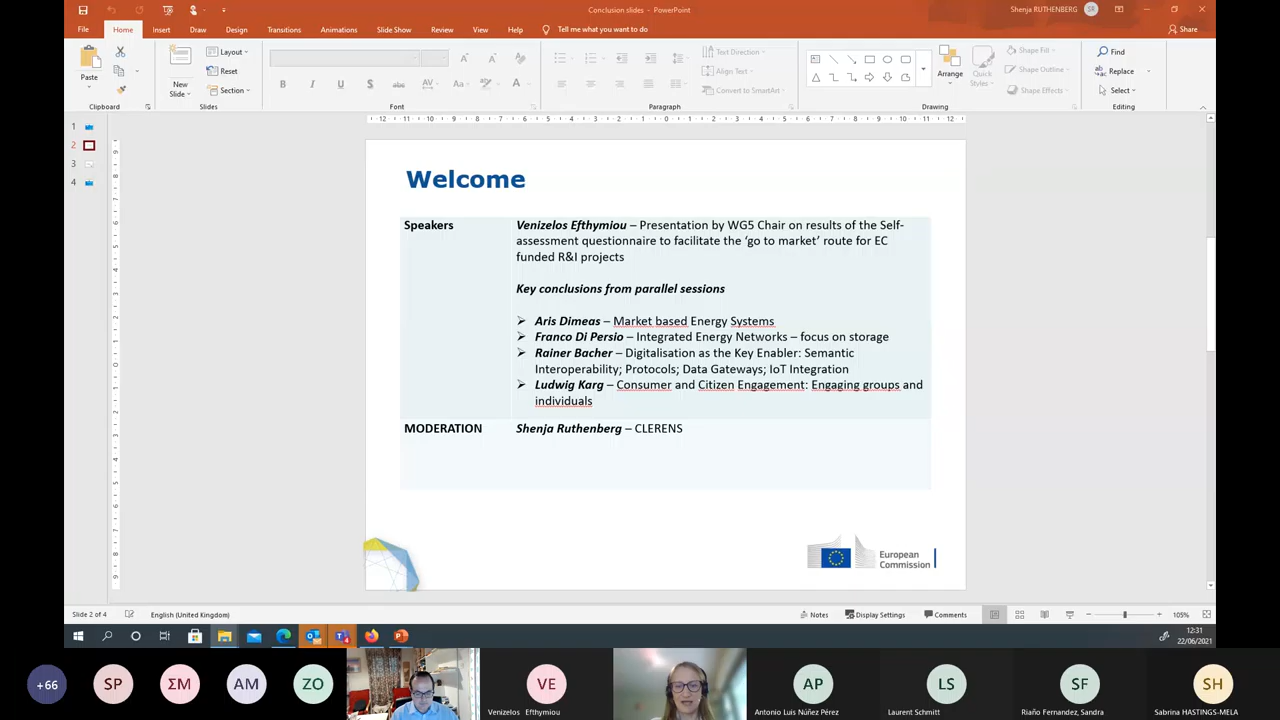 Conclusion slides - PowerPoint
Shenja RUTHENBERG
SR
File
Home
Insert
Draw
Design
Transitions
Animations
Slide Show
Review
View
Help
Tell me what you want to do
Share
Paste
Clipboard
New
Slide
Layout
Reset
Section
Slides
Font
Text Direction
Align Text
Convert to SmartArt
Paragraph
Arrange
Quick
Styles
Shape Fill
Shape Outline
Shape Effects
Drawing
Find
Replace
Select
Editing
1
2
3
4
Welcome
Speakers
Venizelos Efthymiou – Presentation by WG5 Chair on results of the Self-
assessment questionnaire to facilitate the ‘go to market’ route for EC
funded R&I projects
Key conclusions from parallel sessions
Aris Dimeas – Market based Energy Systems
Franco Di Persio – Integrated Energy Networks – focus on storage
Rainer Bacher – Digitalisation as the Key Enabler: Semantic
Interoperability; Protocols; Data Gateways; IoT Integration
Ludwig Karg – Consumer and Citizen Engagement: Engaging groups and
individuals
MODERATION
Shenja Ruthenberg – CLERENS
European
Commission
Slide 2 of 4
English (United Kingdom)
Notes
Display Settings
Comments
105%
12:31
22/06/2021
+66
SP
ΣM
AM
ZO
VE
Venizelos Efthymiou
AP
Antonio Luis Núñez Pérez
LS
Laurent Schmitt
SF
Riaño Fernandez, Sandra
SH
Sabrina HASTINGS-MELA